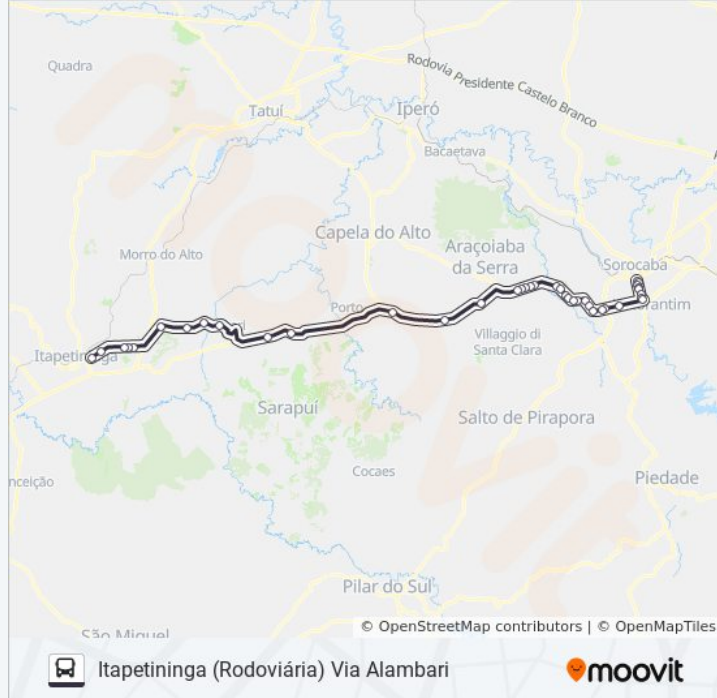 Quadra
Rodovia Presidente Castelo Branco
Tatuí
Iperó
Bacaetava
Capela do Alto
Morro do Alto
Araçoiaba
da Serra
Sorocaba
Porto
Itapetininga
Villaggio di
Santa Clara
Sarapuí
Salto de Pirapora
Cocaes
Piedade
nceição
Pilar do Sul
São Miguel
© OpenStreetMap contributors | © OpenMapTiles
Itapetininga (Rodoviária) Via Alambari
moovit